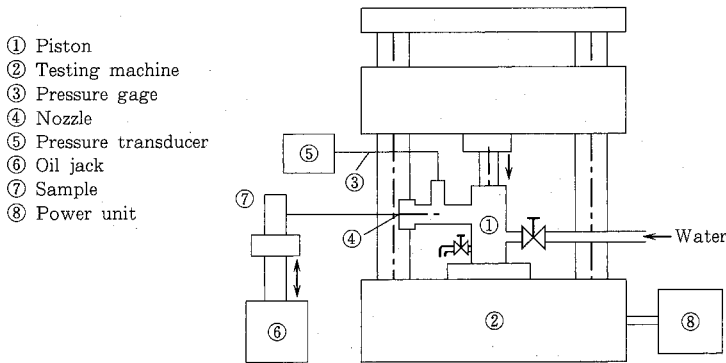 ① Piston
② Testing machine
③ Pressure gage
④ Nozzle
⑤ Pressure transducer
⑥ Oil jack
⑦ Sample
⑧ Power unit
⑤
③
⑦
①
④
Water
⑥
②
⑧